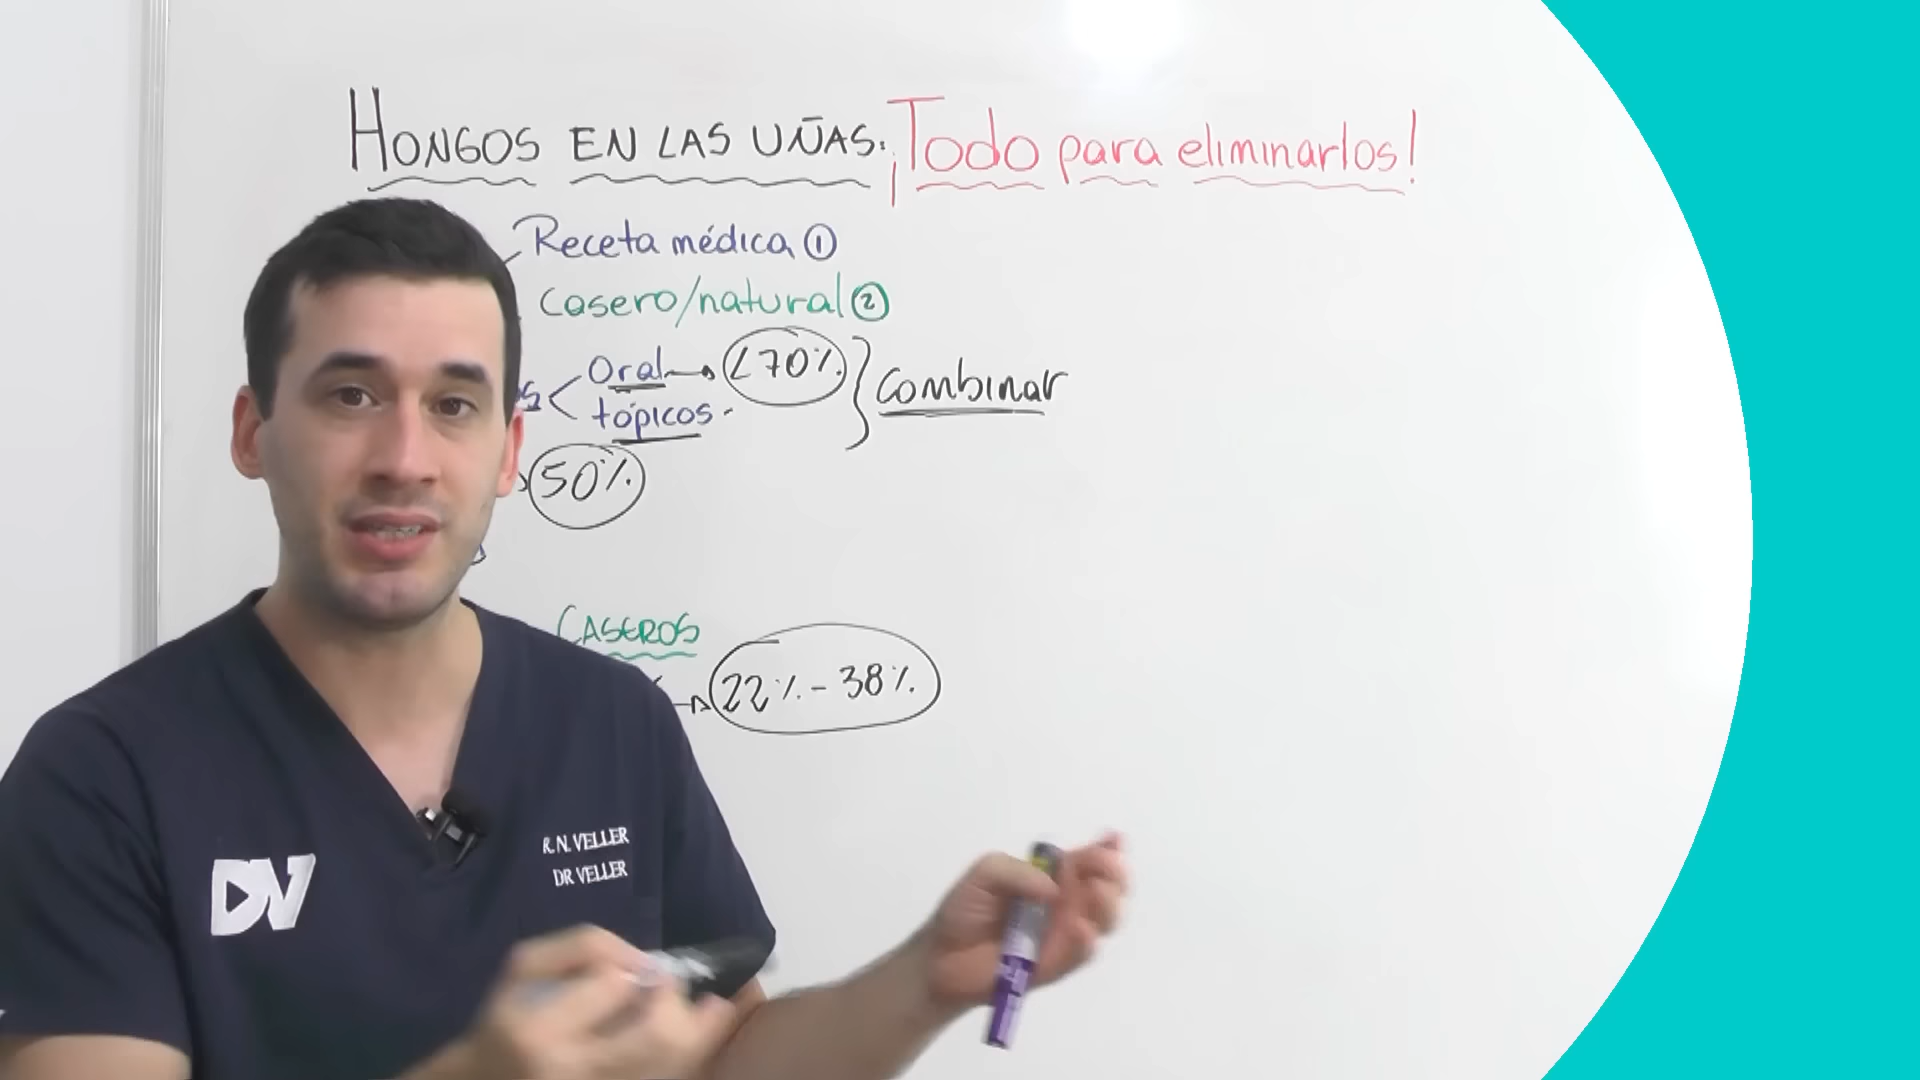 HONGOS EN LAS UÑAS: ¡Todo para eliminarlos!
Receta médica ①
Casero/natural ②
Oral → <70% } Combinar
tópicos
50%
CASEROS
22% - 38%
R.N. VELLER
DR VELLER
DV